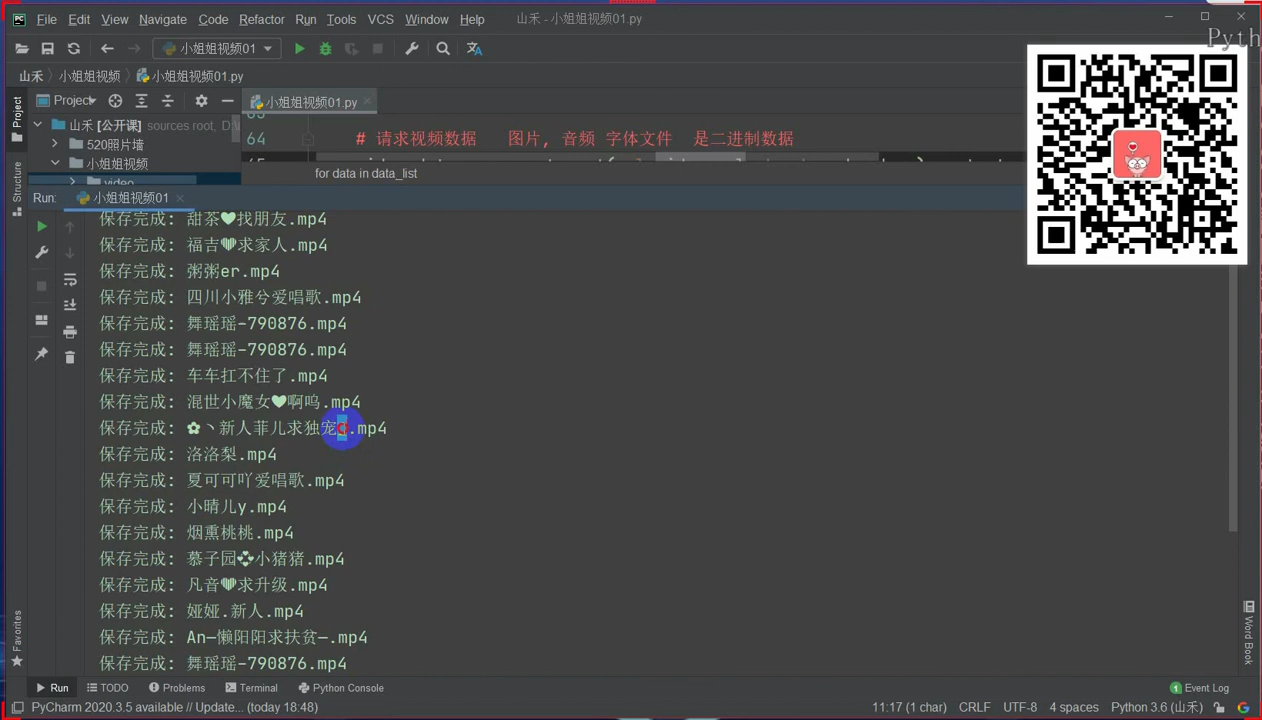 File Edit View Navigate Code Refactor Run Tools VCS Window Help 山禾 - 小姐姐视频01.py
Pyth
小姐姐视频01
山禾 小姐姐视频 小姐姐视频01.py
Project
小姐姐视频01.py
山禾 [公开课] sources root, D:\
520照片墙
小姐姐视频
video
64 # 请求视频数据 图片, 音频 字体文件 是二进制数据
for data in data_list
Run: 小姐姐视频01
保存完成: 甜茶♥找朋友.mp4
保存完成: 福吉♥求家人.mp4
保存完成: 粥粥er.mp4
保存完成: 四川小雅兮爱唱歌.mp4
保存完成: 舞瑶瑶-790876.mp4
保存完成: 舞瑶瑶-790876.mp4
保存完成: 车车扛不住了.mp4
保存完成: 混世小魔女♥啊呜.mp4
保存完成: ✿丶新人菲儿求独宠.mp4
保存完成: 洛洛梨.mp4
保存完成: 夏可可吖爱唱歌.mp4
保存完成: 小晴儿y.mp4
保存完成: 烟熏桃桃.mp4
保存完成: 慕子园💞小猪猪.mp4
保存完成: 凡音♥求升级.mp4
保存完成: 娅娅.新人.mp4
保存完成: An—懒阳阳求扶贫—.mp4
保存完成: 舞瑶瑶-790876.mp4
Project
Structure
Favorites
Word Book
Run TODO Problems Terminal Python Console 1 Event Log
PyCharm 2020.3.5 available // Update... (today 18:48) 11:17 (1 char) CRLF UTF-8 4 spaces Python 3.6 (山禾)